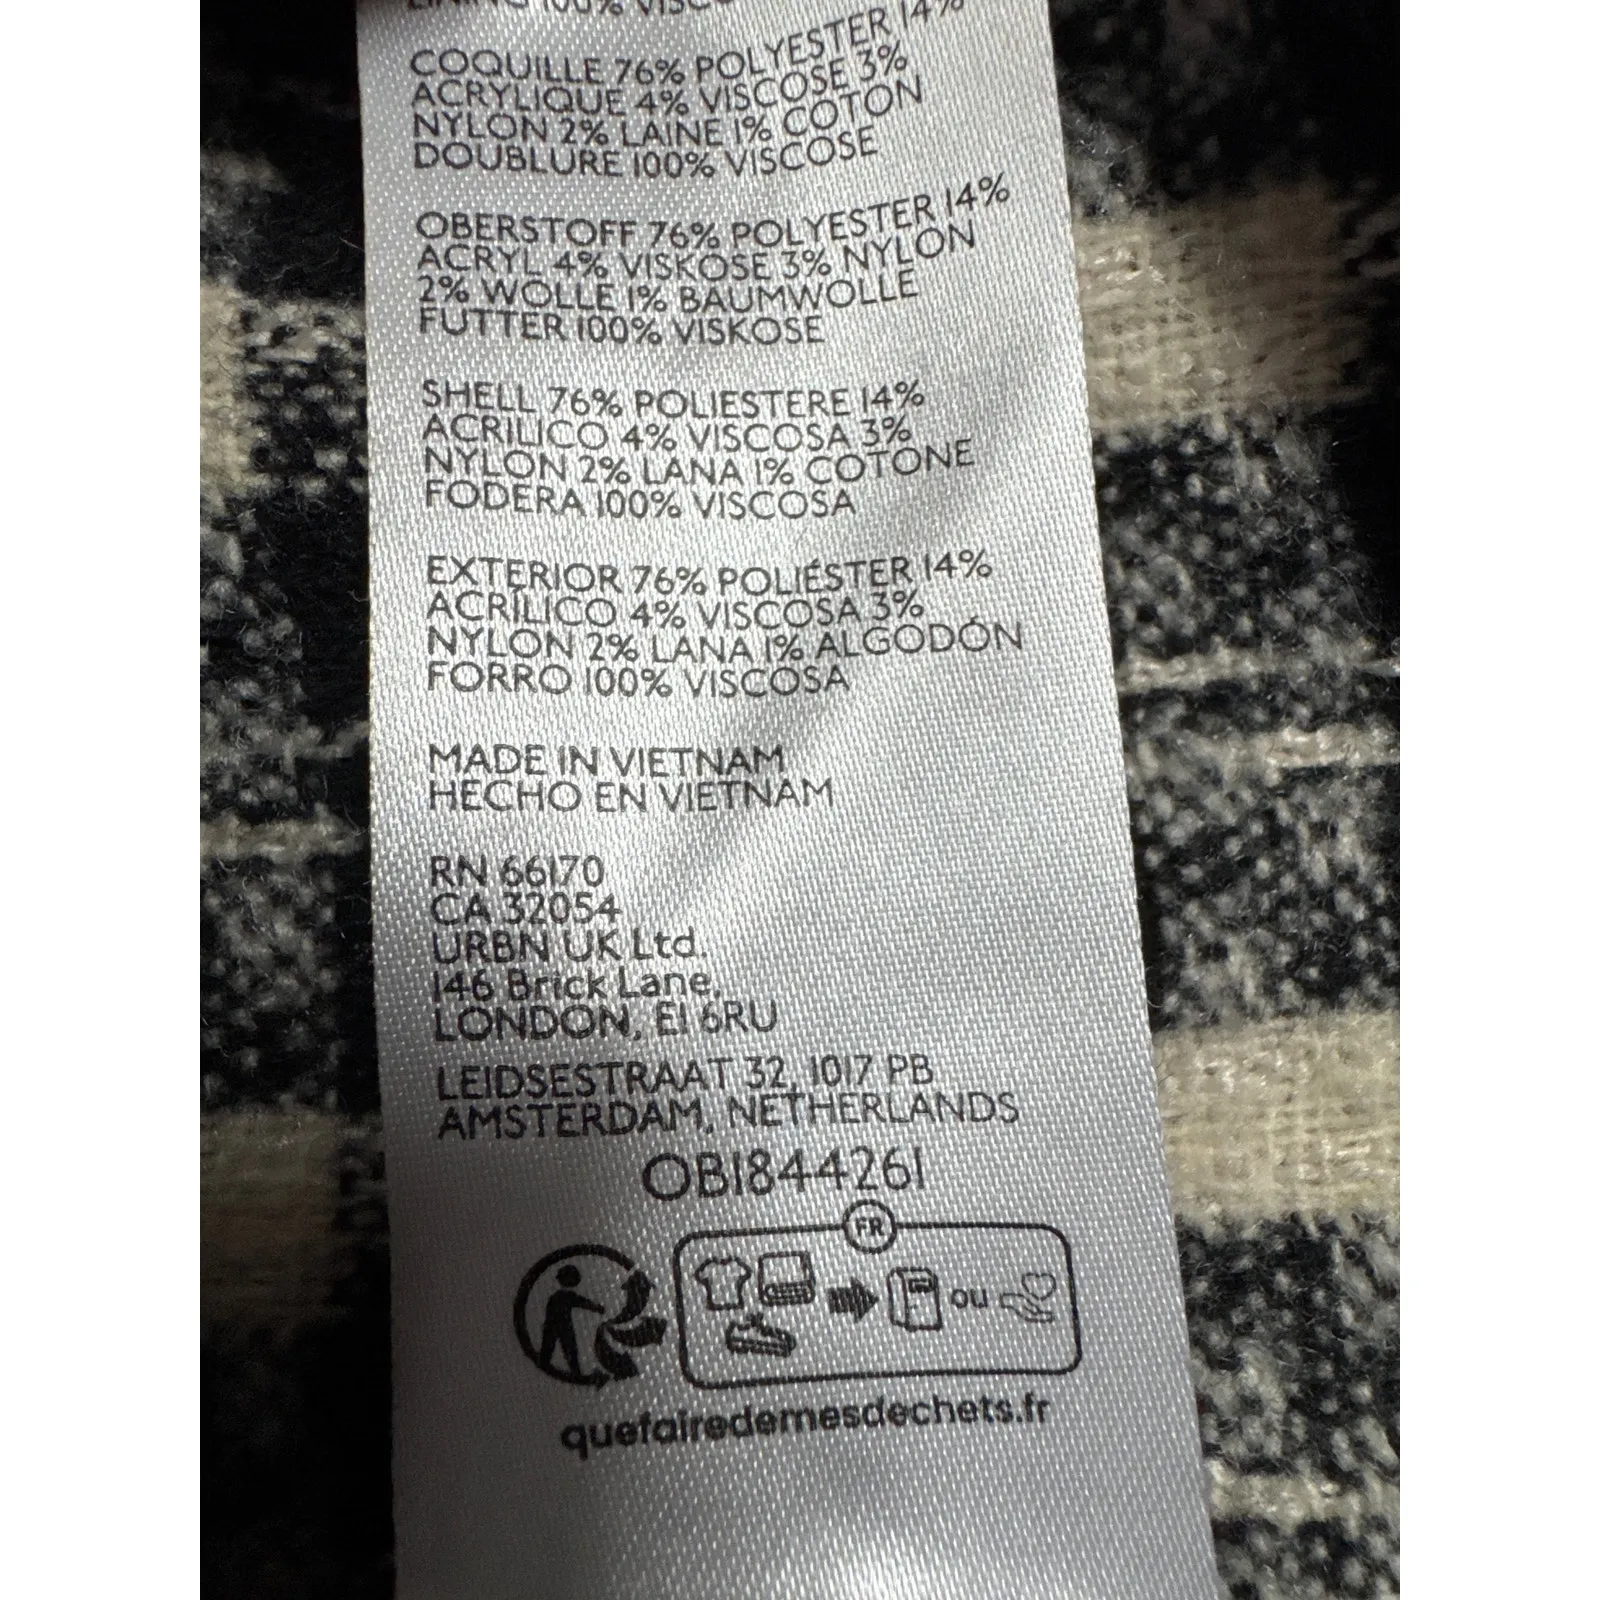 LINING 100% VISCOSE
COQUILLE 76% POLYESTER 14%
ACRYLIQUE 4% VISCOSE 3%
NYLON 2% LAINE 1% COTON
DOUBLURE 100% VISCOSE
OBERSTOFF 76% POLYESTER 14%
ACRYL 4% VISKOSE 3% NYLON
2% WOLLE 1% BAUMWOLLE
FUTTER 100% VISKOSE
SHELL 76% POLIESTERE 14%
ACRILICO 4% VISCOSA 3%
NYLON 2% LANA 1% COTONE
FODERA 100% VISCOSA
EXTERIOR 76% POLIÉSTER 14%
ACRÍLICO 4% VISCOSA 3%
NYLON 2% LANA 1% ALGODÓN
FORRO 100% VISCOSA
MADE IN VIETNAM
HECHO EN VIETNAM
RN 66170
CA 32054
URBN UK Ltd.
146 Brick Lane,
LONDON, E1 6RU
LEIDSESTRAAT 32, 1017 PB
AMSTERDAM, NETHERLANDS
OB1844261
FR
ou
quefairedemesdechets.fr